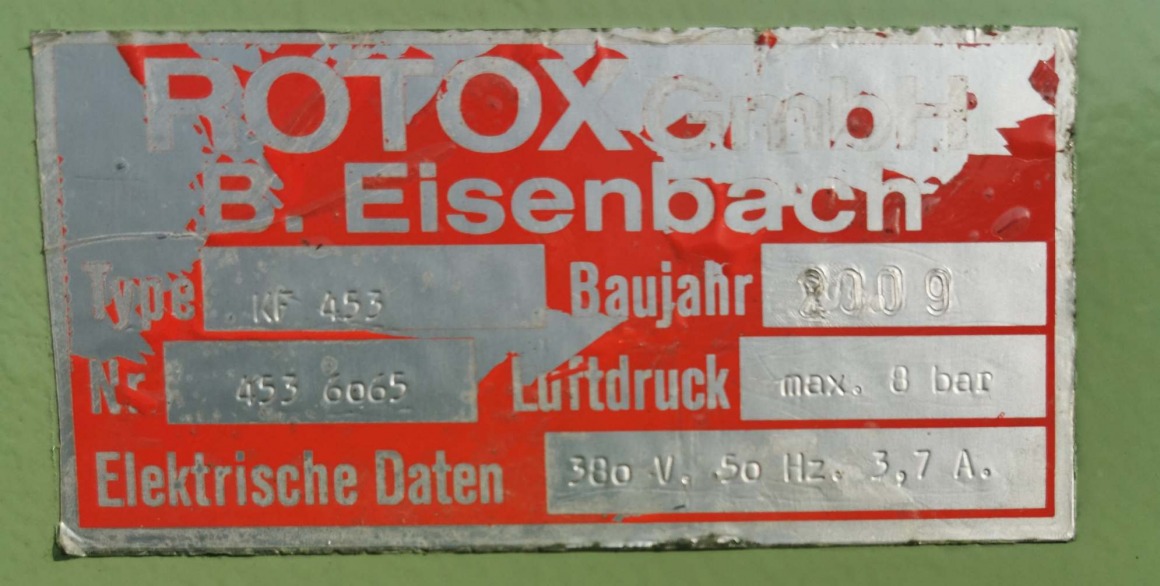 ROTOX GmbH
B. Eisenbach
Type KF 453 Baujahr 2009
Nr. 453 6065 Luftdruck max. 8 bar
Elektrische Daten 380 V. 50 Hz. 3,7 A.